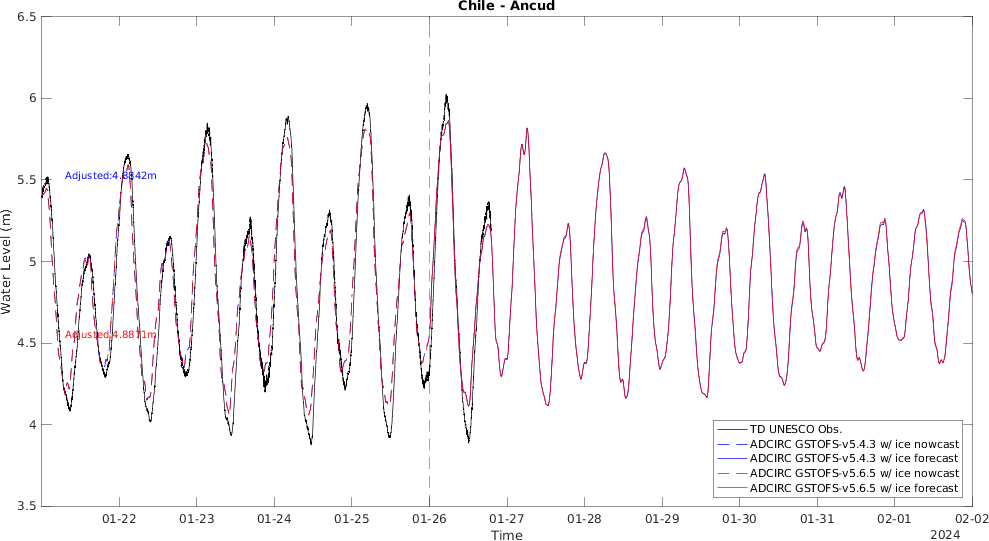 Chile - Ancud
6.5
6
5.5
5
4.5
4
3.5
Water Level (m)
Adjusted:4.8842m
Adjusted:4.8871m
TD UNESCO Obs.
ADCIRC GSTOFS-v5.4.3 w/ ice nowcast
ADCIRC GSTOFS-v5.4.3 w/ ice forecast
ADCIRC GSTOFS-v5.6.5 w/ ice nowcast
ADCIRC GSTOFS-v5.6.5 w/ ice forecast
01-22 01-23 01-24 01-25 01-26 01-27 01-28 01-29 01-30 01-31 02-01 02-02
Time
2024